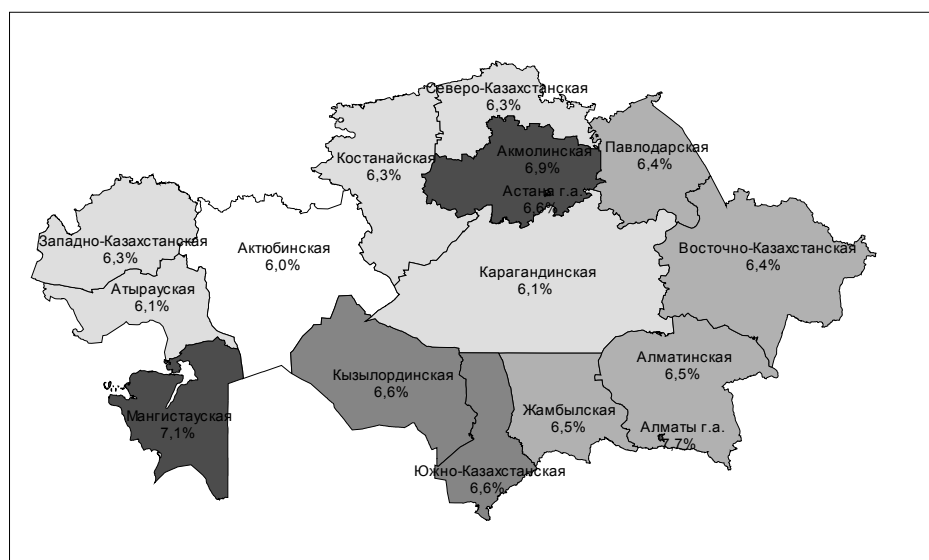 Северо-Казахстанская
6,3%
Костанайская
6,3%
Акмолинская
6,9%
Павлодарская
6,4%
Астана г.а.
6,6%
Западно-Казахстанская
6,3%
Актюбинская
6,0%
Восточно-Казахстанская
6,4%
Карагандинская
6,1%
Атырауская
6,1%
Алматинская
6,5%
Кызылординская
6,6%
Мангистауская
7,1%
Жамбылская
6,5%
Алматы г.а.
7,7%
Южно-Казахстанская
6,6%